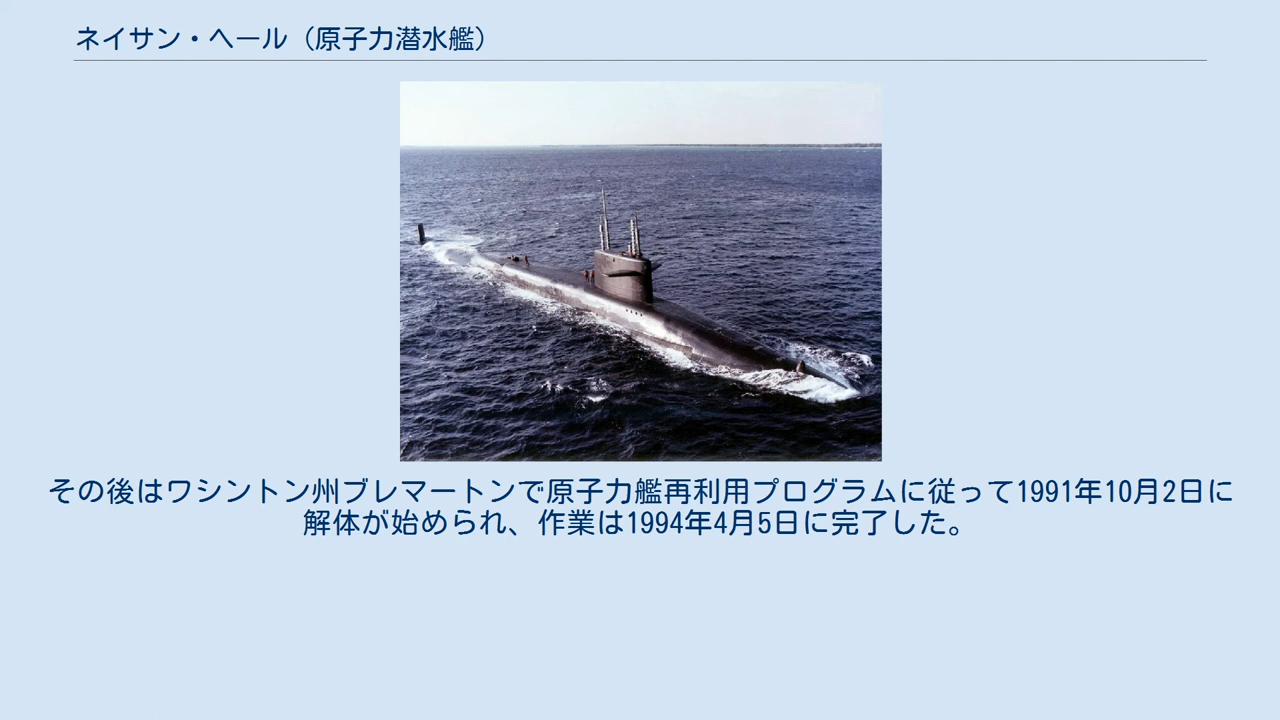 ネイサン・ヘール（原子力潜水艦）
その後はワシントン州ブレマートンで原子力艦再利用プログラムに従って1991年10月2日に
解体が始められ、作業は1994年4月5日に完了した。